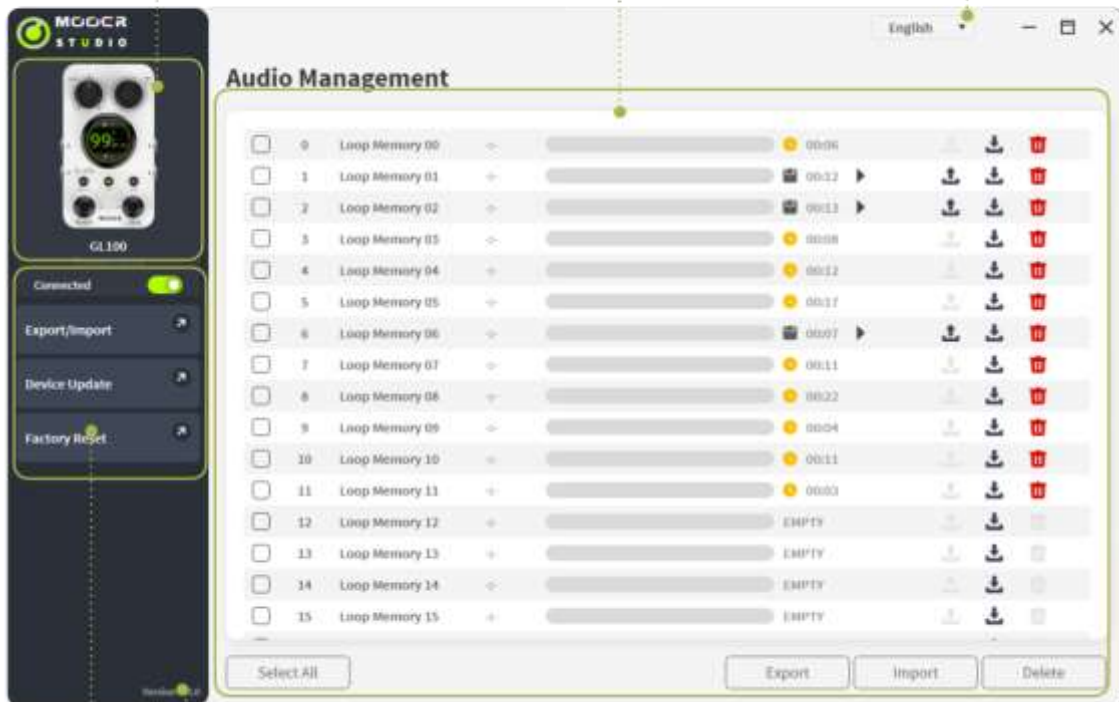 MOOER
STUDIO
English
Audio Management
99
GL100
Connected
Export/Import
Device Update
Factory Reset
0 Loop Memory 00 00:06
1 Loop Memory 01 00:12
2 Loop Memory 02 00:13
3 Loop Memory 03 00:08
4 Loop Memory 04 00:12
5 Loop Memory 05 00:17
6 Loop Memory 06 00:07
7 Loop Memory 07 00:11
8 Loop Memory 08 00:22
9 Loop Memory 09 00:04
10 Loop Memory 10 00:11
11 Loop Memory 11 00:03
12 Loop Memory 12 EMPTY
13 Loop Memory 13 EMPTY
14 Loop Memory 14 EMPTY
15 Loop Memory 15 EMPTY
Select All Export Import Delete